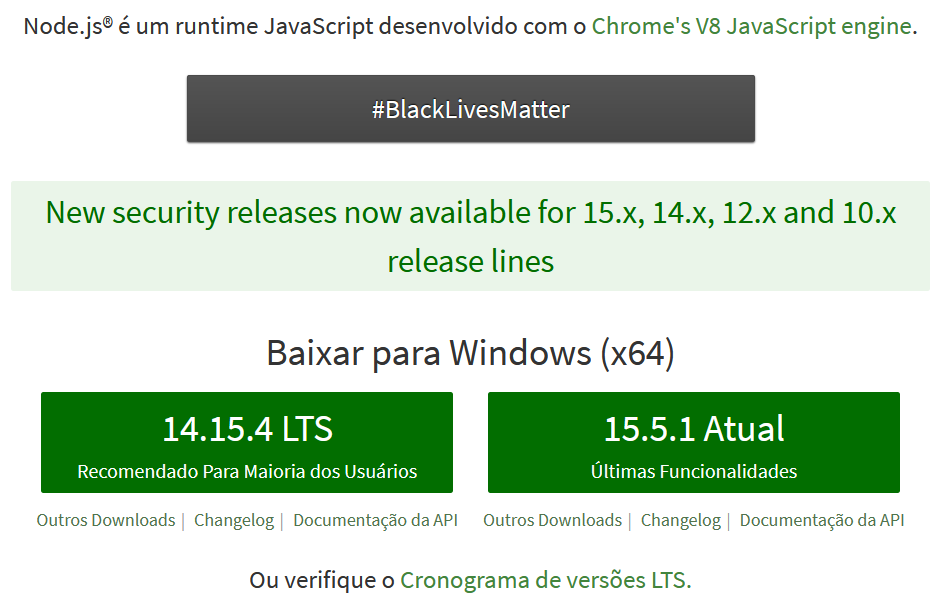 Node.js® é um runtime JavaScript desenvolvido com o Chrome's V8 JavaScript engine.
#BlackLivesMatter
New security releases now available for 15.x, 14.x, 12.x and 10.x
release lines
Baixar para Windows (x64)
14.15.4 LTS
Recomendado Para Maioria dos Usuários
15.5.1 Atual
Últimas Funcionalidades
Outros Downloads | Changelog | Documentação da API
Outros Downloads | Changelog | Documentação da API
Ou verifique o Cronograma de versões LTS.